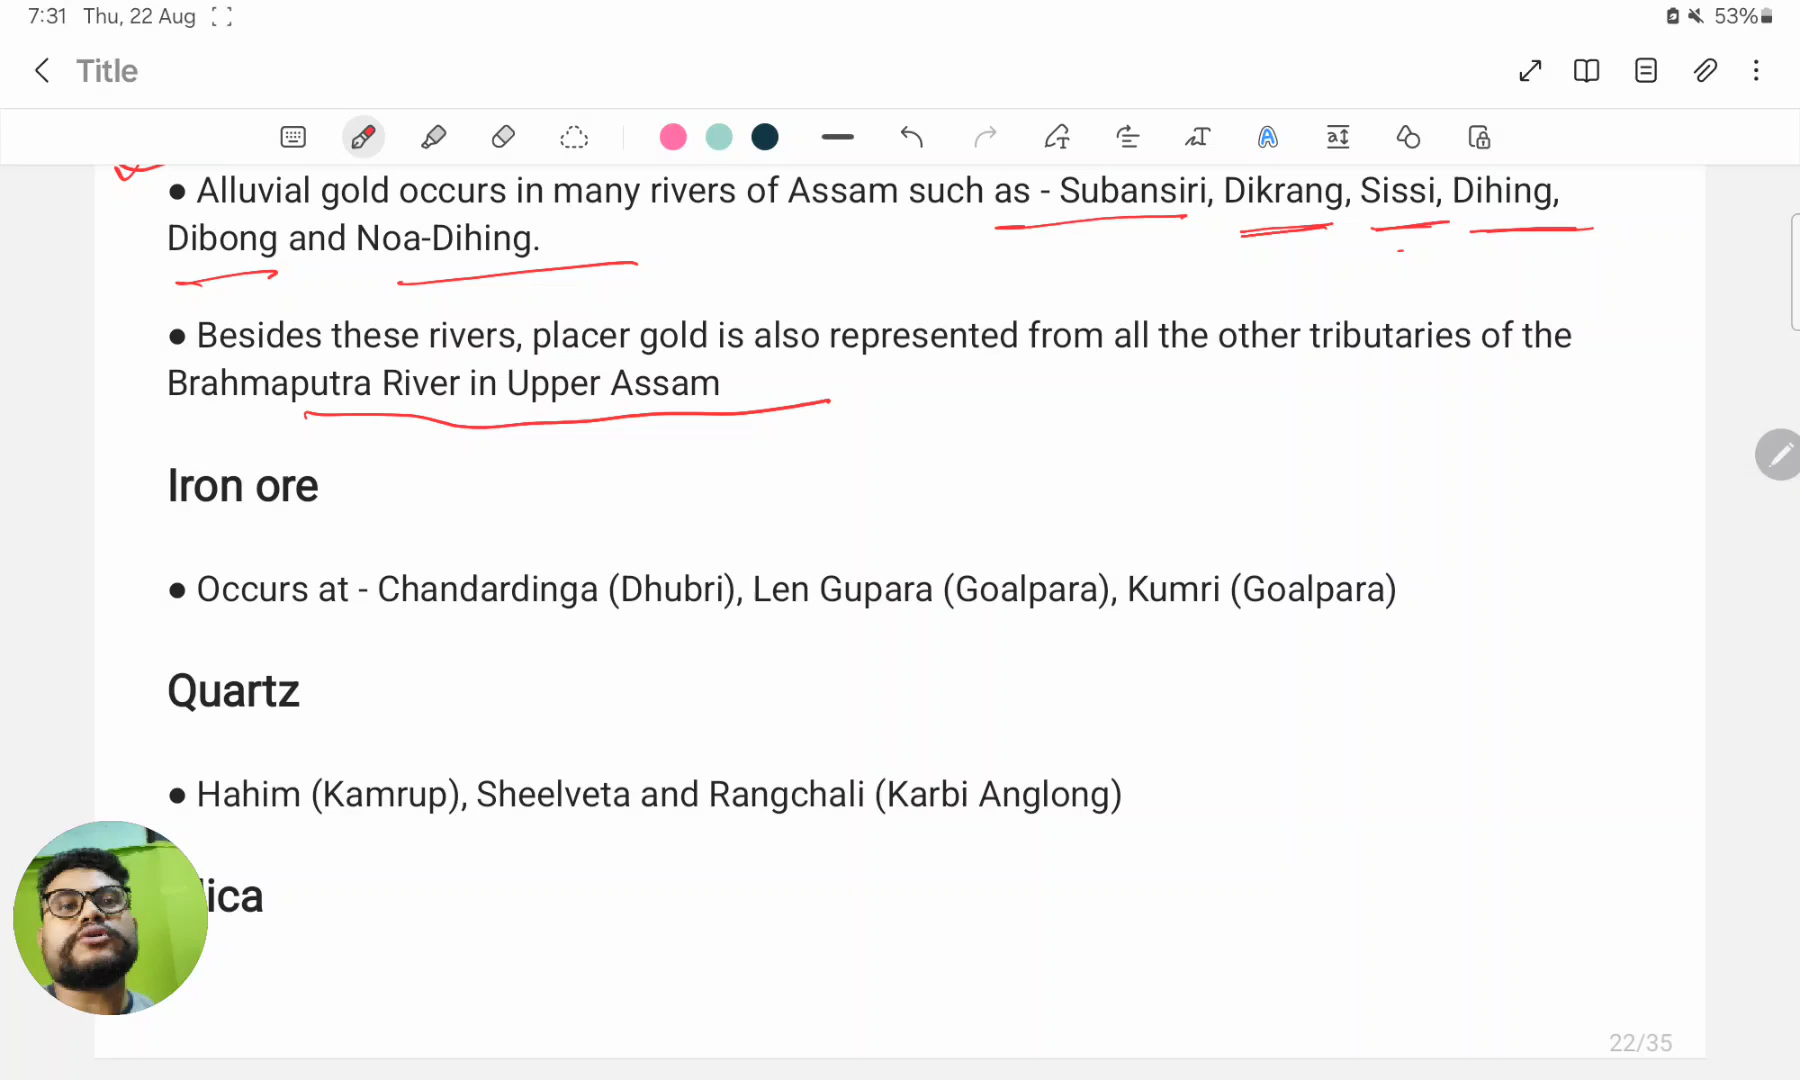 7:31 Thu, 22 Aug 53%
Title
● Alluvial gold occurs in many rivers of Assam such as - Subansiri, Dikrang, Sissi, Dihing,
Dibong and Noa-Dihing.
● Besides these rivers, placer gold is also represented from all the other tributaries of the
Brahmaputra River in Upper Assam
Iron ore
● Occurs at - Chandardinga (Dhubri), Len Gupara (Goalpara), Kumri (Goalpara)
Quartz
● Hahim (Kamrup), Sheelveta and Rangchali (Karbi Anglong)
22/35